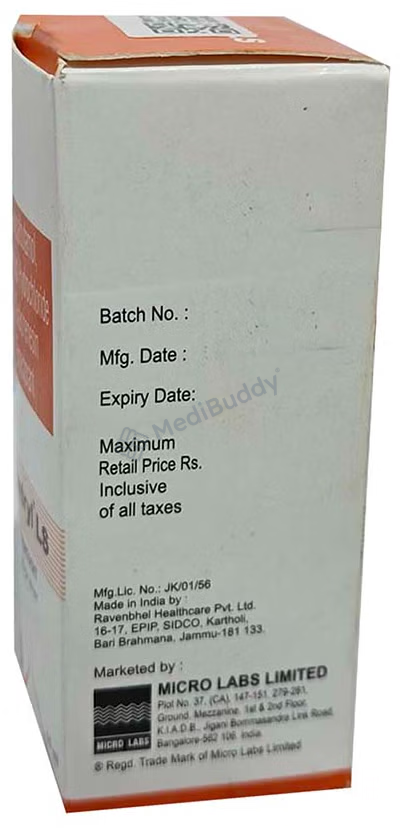 Batch No. :
Mfg. Date :
Expiry Date:
MediBuddy
Maximum
Retail Price Rs.
Inclusive
of all taxes
Mfg.Lic. No.: JK/01/56
Made in India by :
Ravenbhel Healthcare Pvt. Ltd.
16-17, EPIP, SIDCO, Kartholi,
Bari Brahmana, Jammu-181 133.
Marketed by :
MICRO LABS LIMITED
Plot No. 37, (CA), 147-151, 279-281,
Ground, Mezzanine, 1st & 2nd Floor,
K.I.A.D.B., Jigani Bommasandra Link Road,
Bangalore-562 106, India.
MICRO LABS
® Regd. Trade Mark of Micro Labs Limited
LS